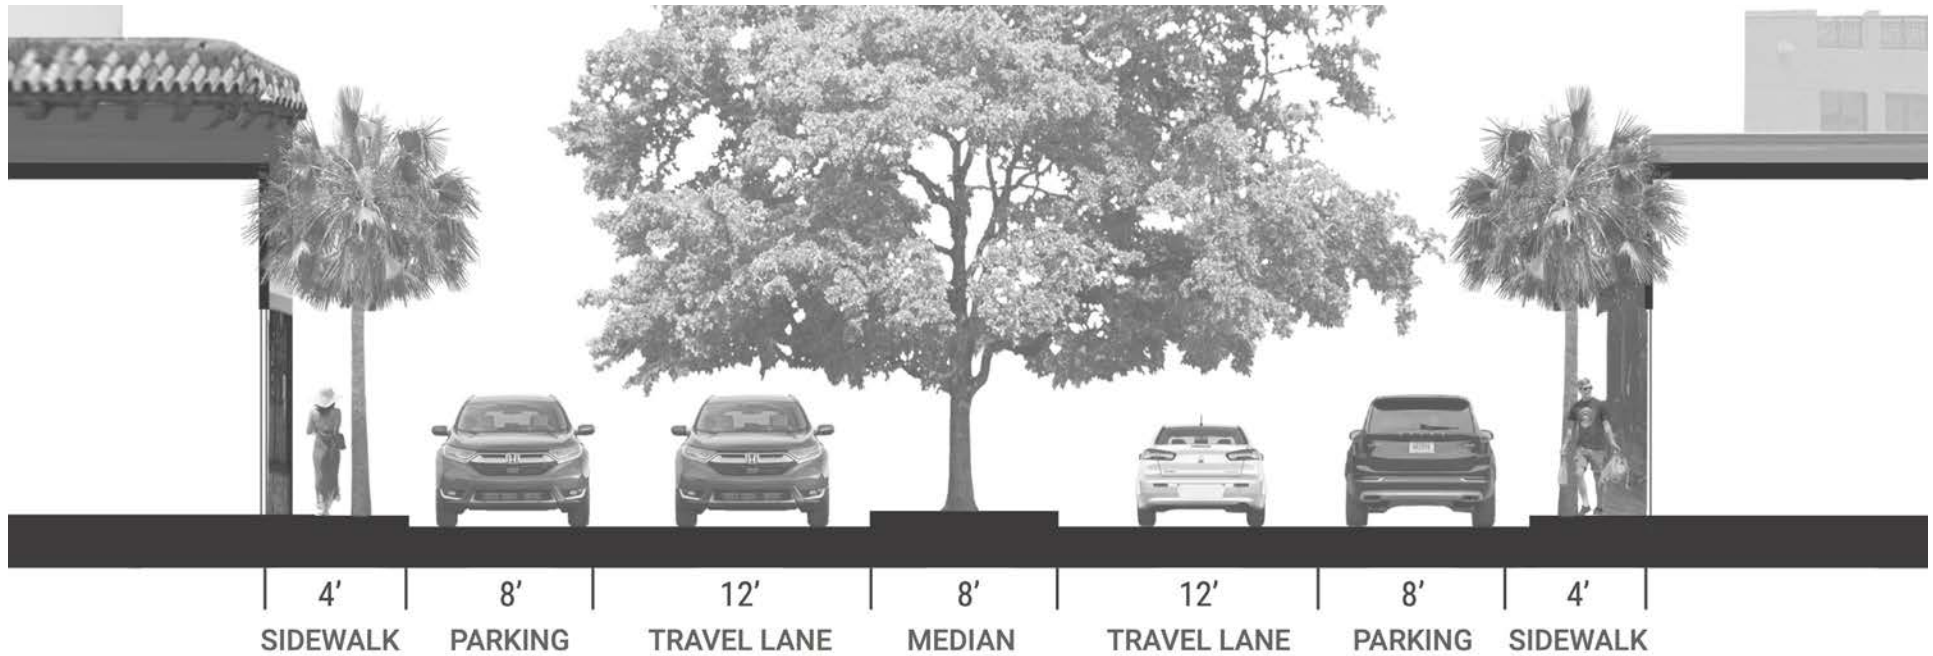 4’ 8’ 12’ 8’ 12’ 8’ 4’
SIDEWALK PARKING TRAVEL LANE MEDIAN TRAVEL LANE PARKING SIDEWALK